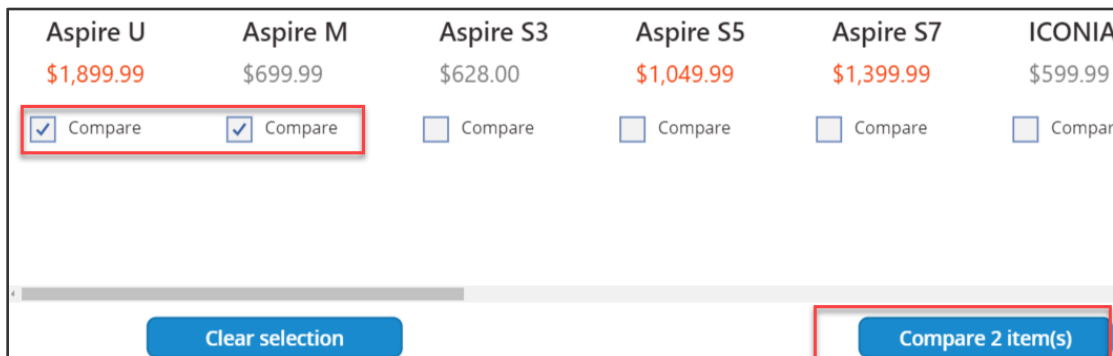 Aspire U Aspire M Aspire S3 Aspire S5 Aspire S7 ICONIA
$1,899.99 $699.99 $628.00 $1,049.99 $1,399.99 $599.99
Compare Compare Compare Compare Compare Compar
Clear selection Compare 2 item(s)